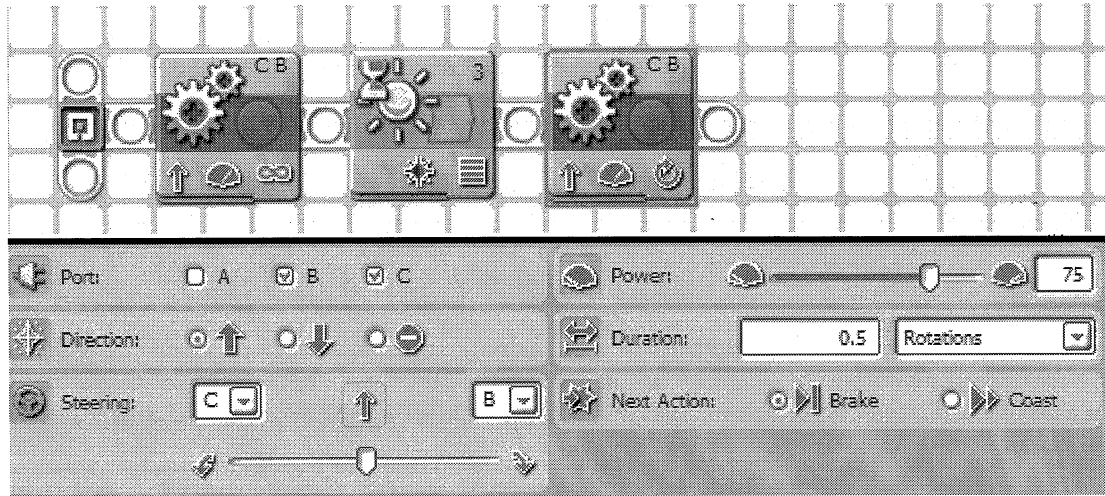 C B
3
C B
Port:
A
B
C
Power:
75
Direction:
Duration:
0.5
Rotations
Steering:
C
B
Next Action:
Brake
Coast